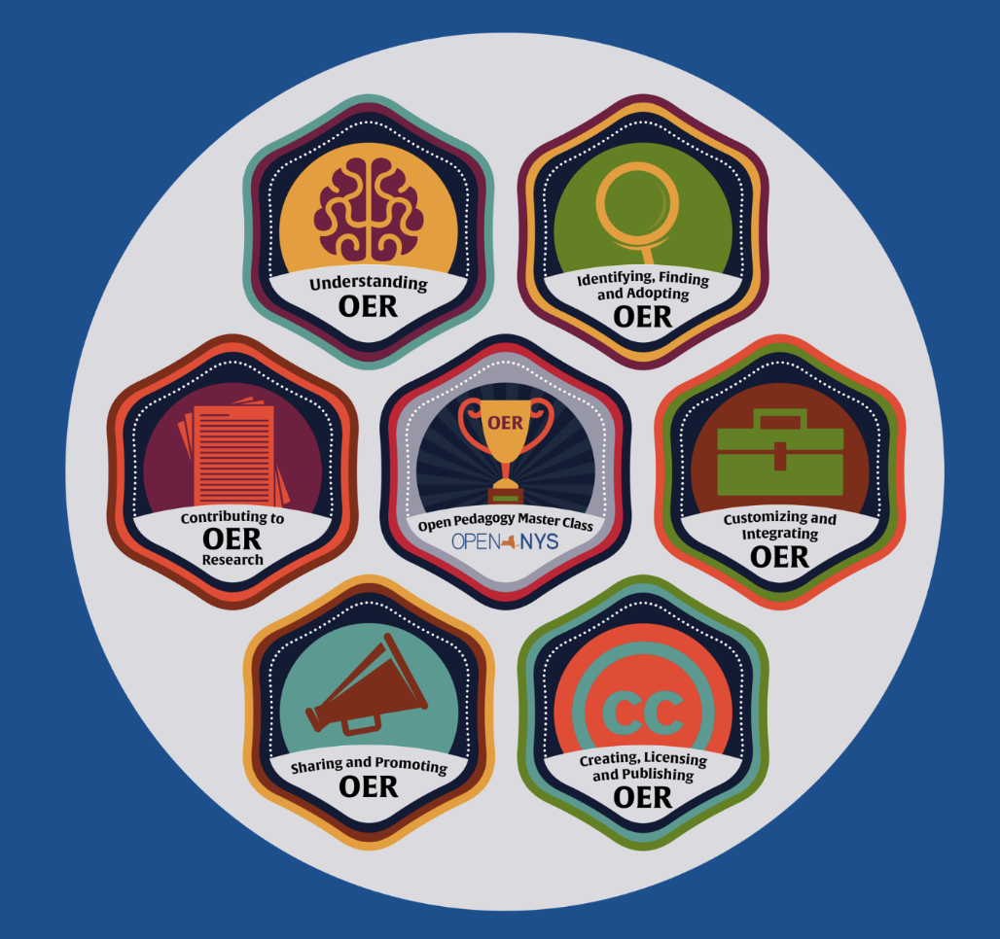 Understanding
OER
Identifying, Finding
and Adopting
OER
Contributing to
OER
Research
OER
Open Pedagogy Master Class
OPEN NYS
Customizing and
Integrating
OER
Sharing and Promoting
OER
CC
Creating, Licensing
and Publishing
OER